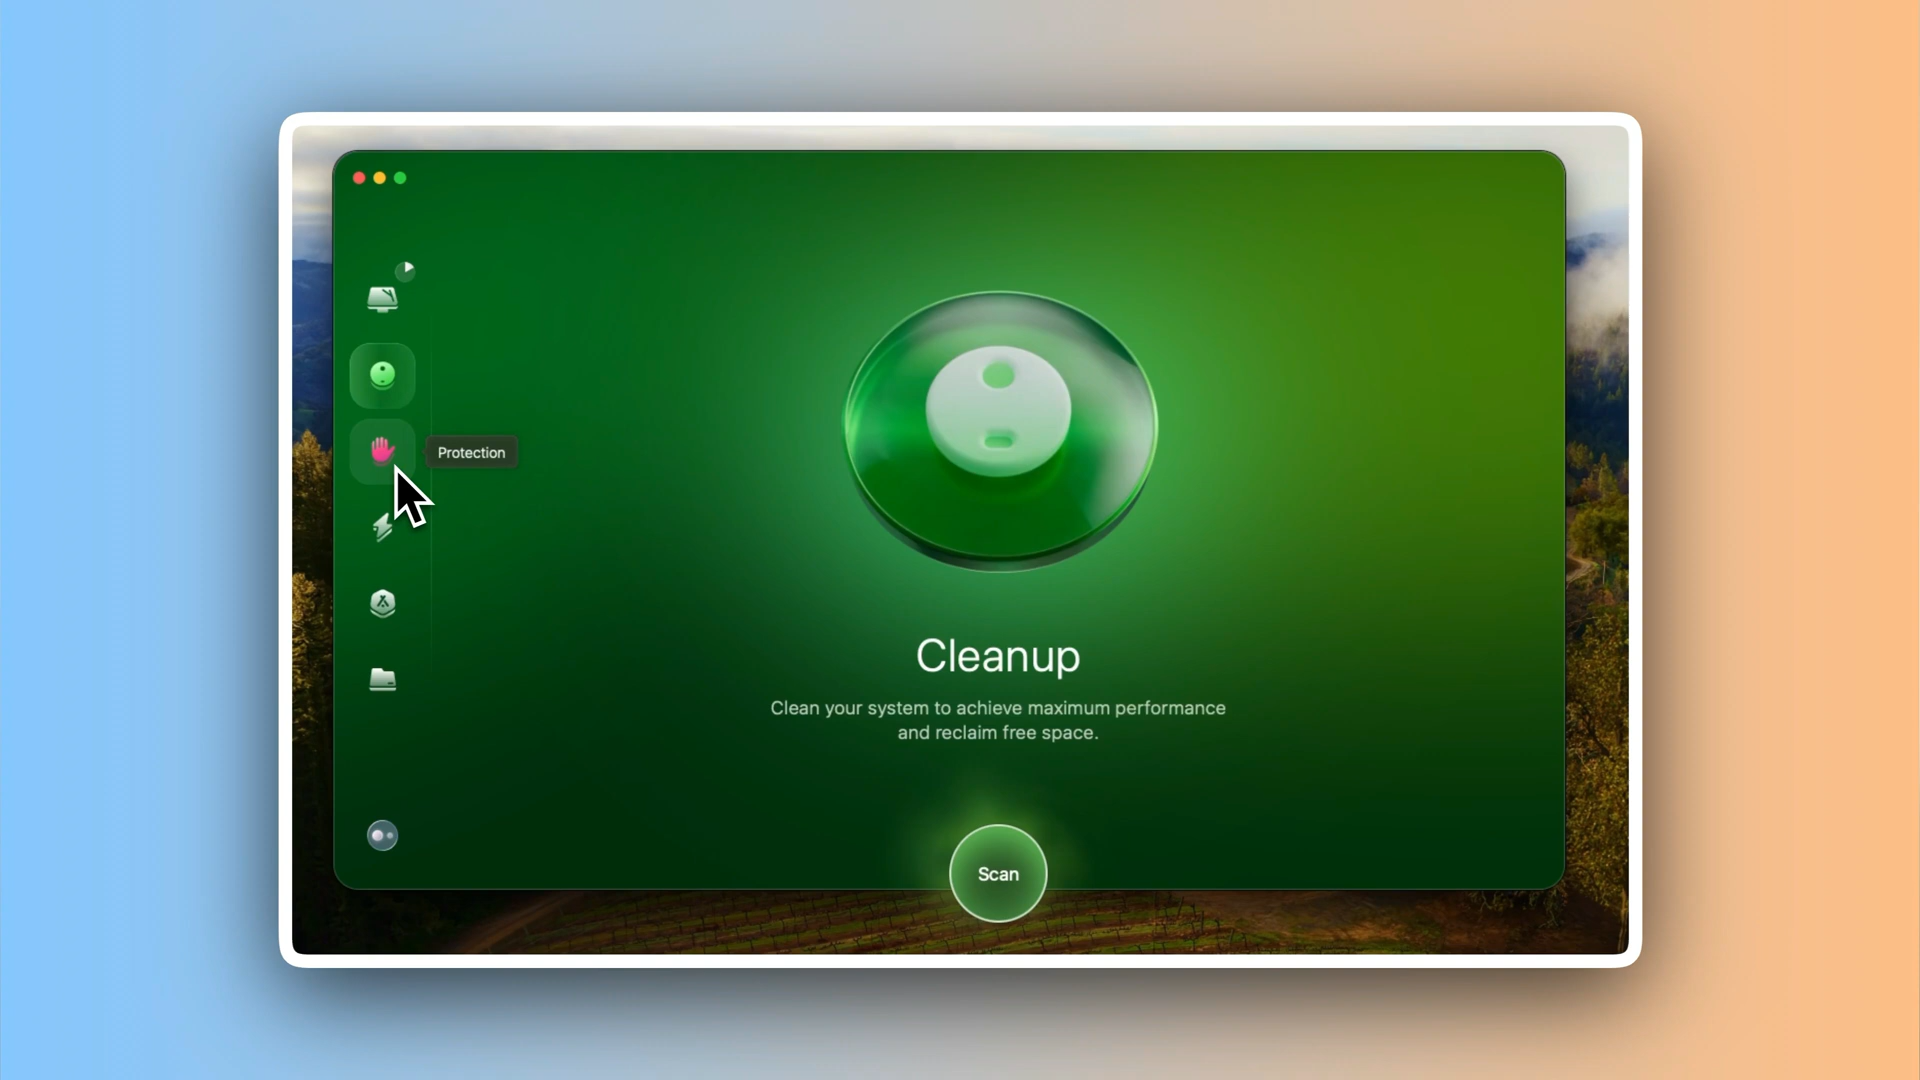 Protection
Cleanup
Clean your system to achieve maximum performance
and reclaim free space.
Scan